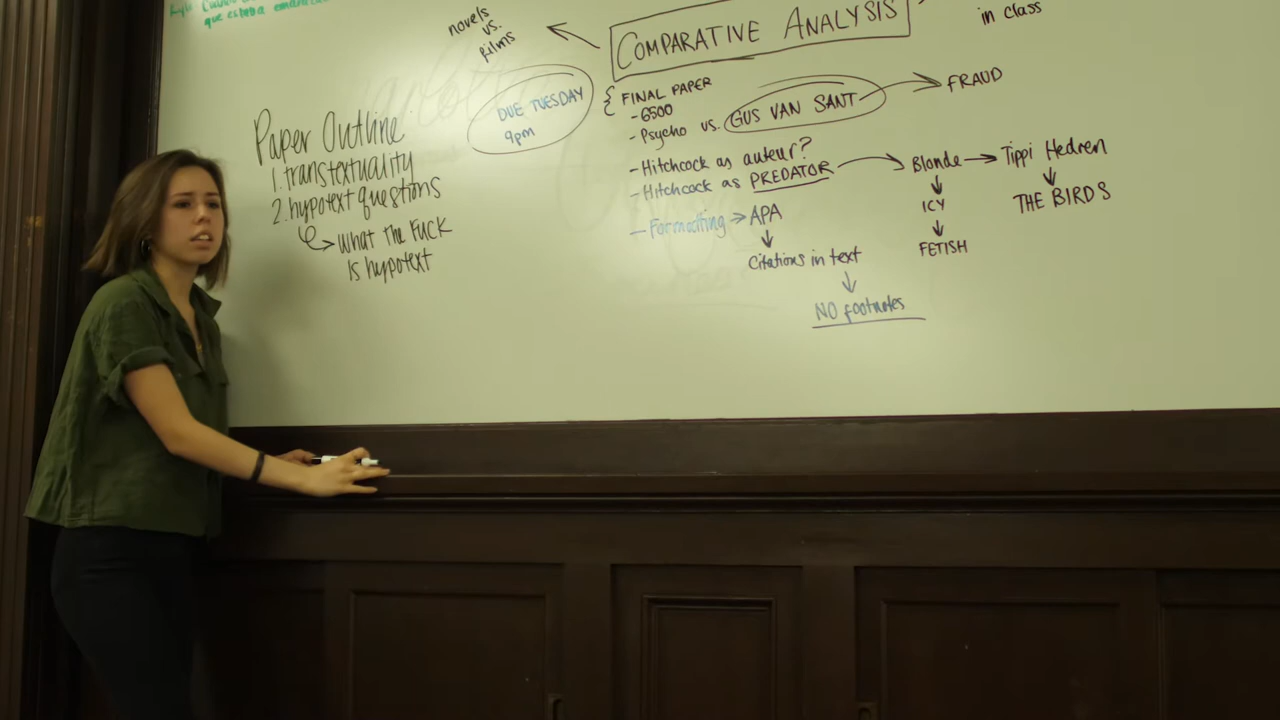 que estaba
novels
vs.
films
COMPARATIVE ANALYSIS
in class
FINAL PAPER
-6500
-Psycho vs. GUS VAN SANT
FRAUD
DUE TUESDAY
9pm
Paper Outline
1. transtextuality
2. hypotext questions
what the FUCK
is hypotext
-Hitchcock as auteur?
-Hitchcock as PREDATOR
Blonde
Tippi Hedren
ICY
THE BIRDS
FETISH
-Formatting
APA
Citations in text
NO footnotes